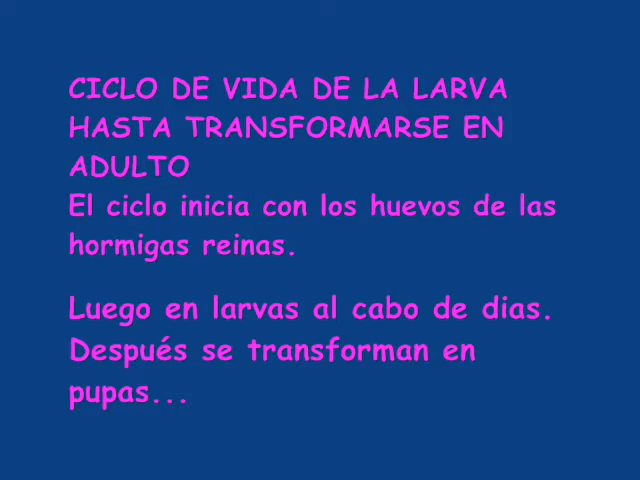 CICLO DE VIDA DE LA LARVA
HASTA TRANSFORMARSE EN
ADULTO
El ciclo inicia con los huevos de las
hormigas reinas.
Luego en larvas al cabo de dias.
Después se transforman en
pupas...